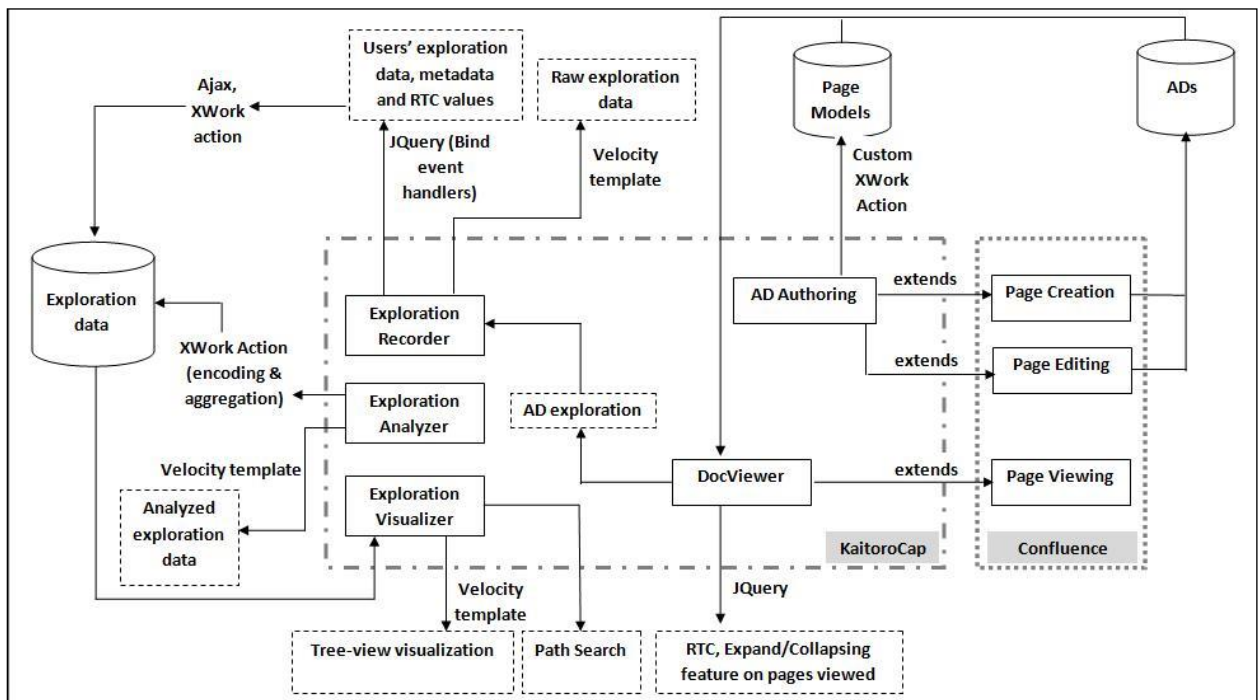 Users' exploration
data, metadata
and RTC values
Raw exploration
data
Page
Models
ADs
Ajax,
XWork
action
JQuery (Bind
event
handlers)
Velocity
template
Custom
XWork
Action
Exploration
data
Exploration
Recorder
AD Authoring
extends
Page Creation
XWork Action
(encoding &
aggregation)
extends
Page Editing
Exploration
Analyzer
AD exploration
Velocity template
Exploration
Visualizer
DocViewer
extends
Page Viewing
Analyzed
exploration
data
KaitoroCap
Confluence
Velocity
template
JQuery
Tree-view visualization
Path Search
RTC, Expand/Collapsing
feature on pages viewed